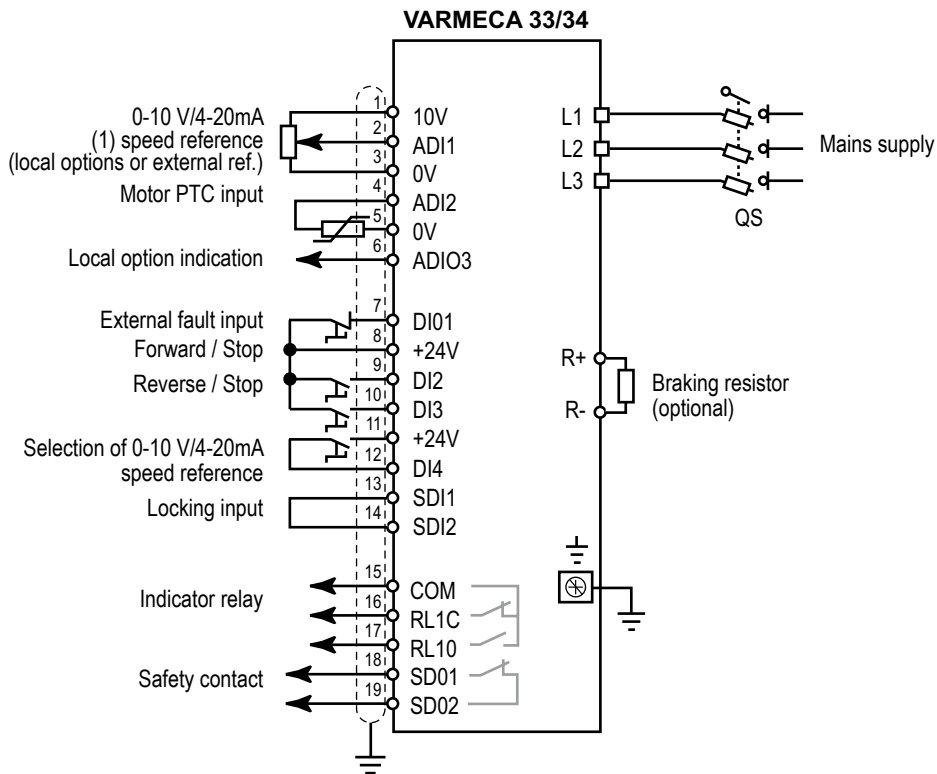 VARMECA 33/34
0-10 V/4-20mA
(1) speed reference
(local options or external ref.)
Motor PTC input
Local option indication
External fault input
Forward / Stop
Reverse / Stop
Selection of 0-10 V/4-20mA
speed reference
Locking input
Indicator relay
Safety contact
1 10V
2 ADI1
3 0V
4 ADI2
5 0V
6 ADIO3
7 DI01
8 +24V
9 DI2
10 DI3
11 +24V
12 DI4
13 SDI1
14 SDI2
15 COM
16 RL1C
17 RL10
18 SD01
19 SD02
L1
L2
L3
Mains supply
QS
R+
R-
Braking resistor
(optional)